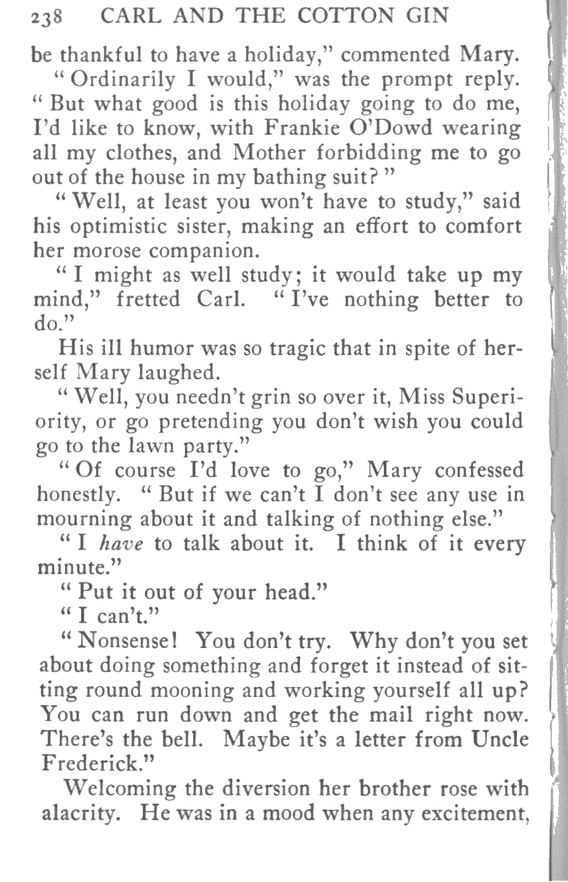 238 CARL AND THE COTTON GIN
be thankful to have a holiday,” commented Mary.
“ Ordinarily I would,” was the prompt reply.
“ But what good is this holiday going to do me,
I’d like to know, with Frankie O’Dowd wearing
all my clothes, and Mother forbidding me to go
out of the house in my bathing suit? ”
“ Well, at least you won’t have to study,” said
his optimistic sister, making an effort to comfort
her morose companion.
“ I might as well study; it would take up my
mind,” fretted Carl. “ I’ve nothing better to
do.”
His ill humor was so tragic that in spite of her-
self Mary laughed.
“ Well, you needn’t grin so over it, Miss Superi-
ority, or go pretending you don’t wish you could
go to the lawn party.”
“ Of course I’d love to go,” Mary confessed
honestly. “ But if we can’t I don’t see any use in
mourning about it and talking of nothing else.”
“ I have to talk about it. I think of it every
minute.”
“ Put it out of your head.”
“ I can’t.”
“ Nonsense! You don’t try. Why don’t you set
about doing something and forget it instead of sit-
ting round mooning and working yourself all up?
You can run down and get the mail right now.
There’s the bell. Maybe it’s a letter from Uncle
Frederick.”
Welcoming the diversion her brother rose with
alacrity. He was in a mood when any excitement,